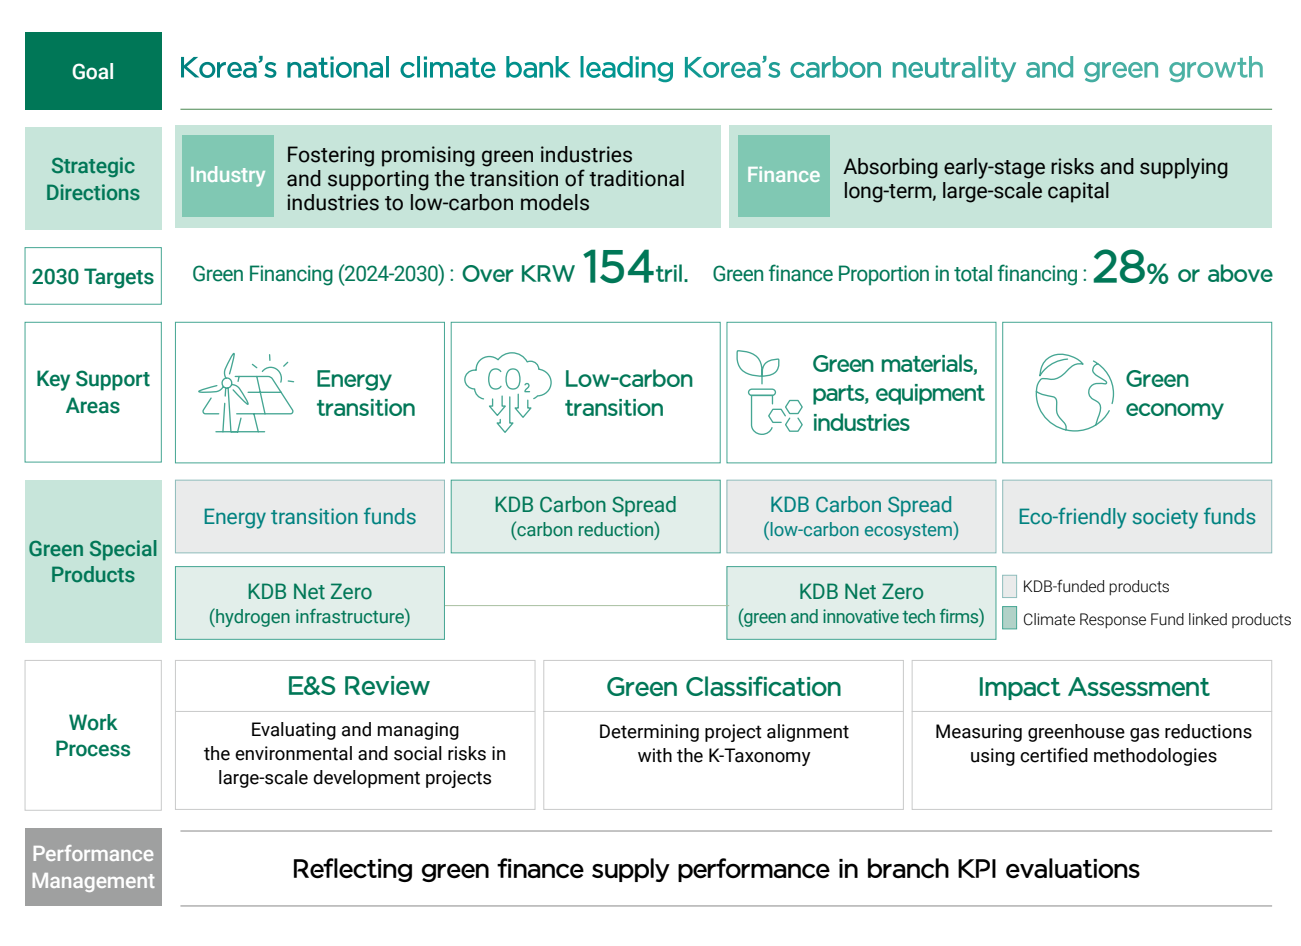 Goal
Korea's national climate bank leading Korea's carbon neutrality and green growth
Strategic
Directions
Industry
Fostering promising green industries
and supporting the transition of traditional
industries to low-carbon models
Finance
Absorbing early-stage risks and supplying
long-term, large-scale capital
2030 Targets
Green Financing (2024-2030) : Over KRW 154tril.
Green finance Proportion in total financing : 28% or above
Key Support
Areas
Energy
transition
CO2
Low-carbon
transition
Green materials,
parts, equipment
industries
Green
economy
Green Special
Products
Energy transition funds
KDB Carbon Spread
(carbon reduction)
KDB Carbon Spread
(low-carbon ecosystem)
Eco-friendly society funds
KDB Net Zero
(hydrogen infrastructure)
KDB Net Zero
(green and innovative tech firms)
KDB-funded products
Climate Response Fund linked products
Work
Process
E&S Review
Evaluating and managing
the environmental and social risks in
large-scale development projects
Green Classification
Determining project alignment
with the K-Taxonomy
Impact Assessment
Measuring greenhouse gas reductions
using certified methodologies
Performance
Management
Reflecting green finance supply performance in branch KPI evaluations